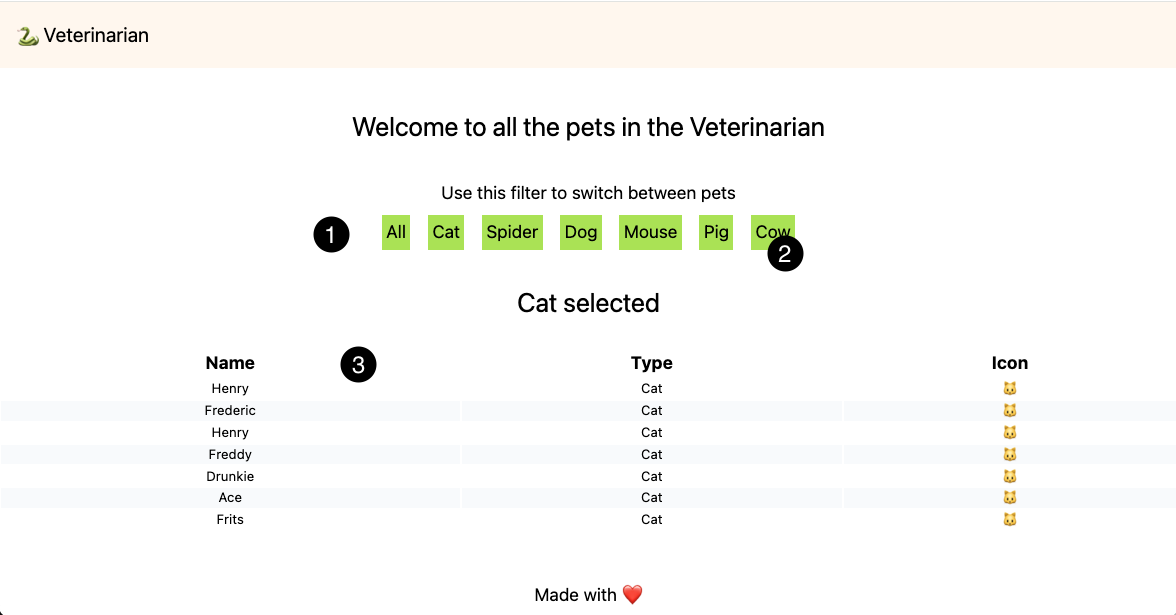 🐍 Veterinarian
Welcome to all the pets in the Veterinarian
Use this filter to switch between pets
1 All Cat Spider Dog Mouse Pig Cow 2
Cat selected
Name 3 Type Icon
Henry Cat 🐱
Frederic Cat 🐱
Henry Cat 🐱
Freddy Cat 🐱
Drunkie Cat 🐱
Ace Cat 🐱
Frits Cat 🐱
Made with ❤️